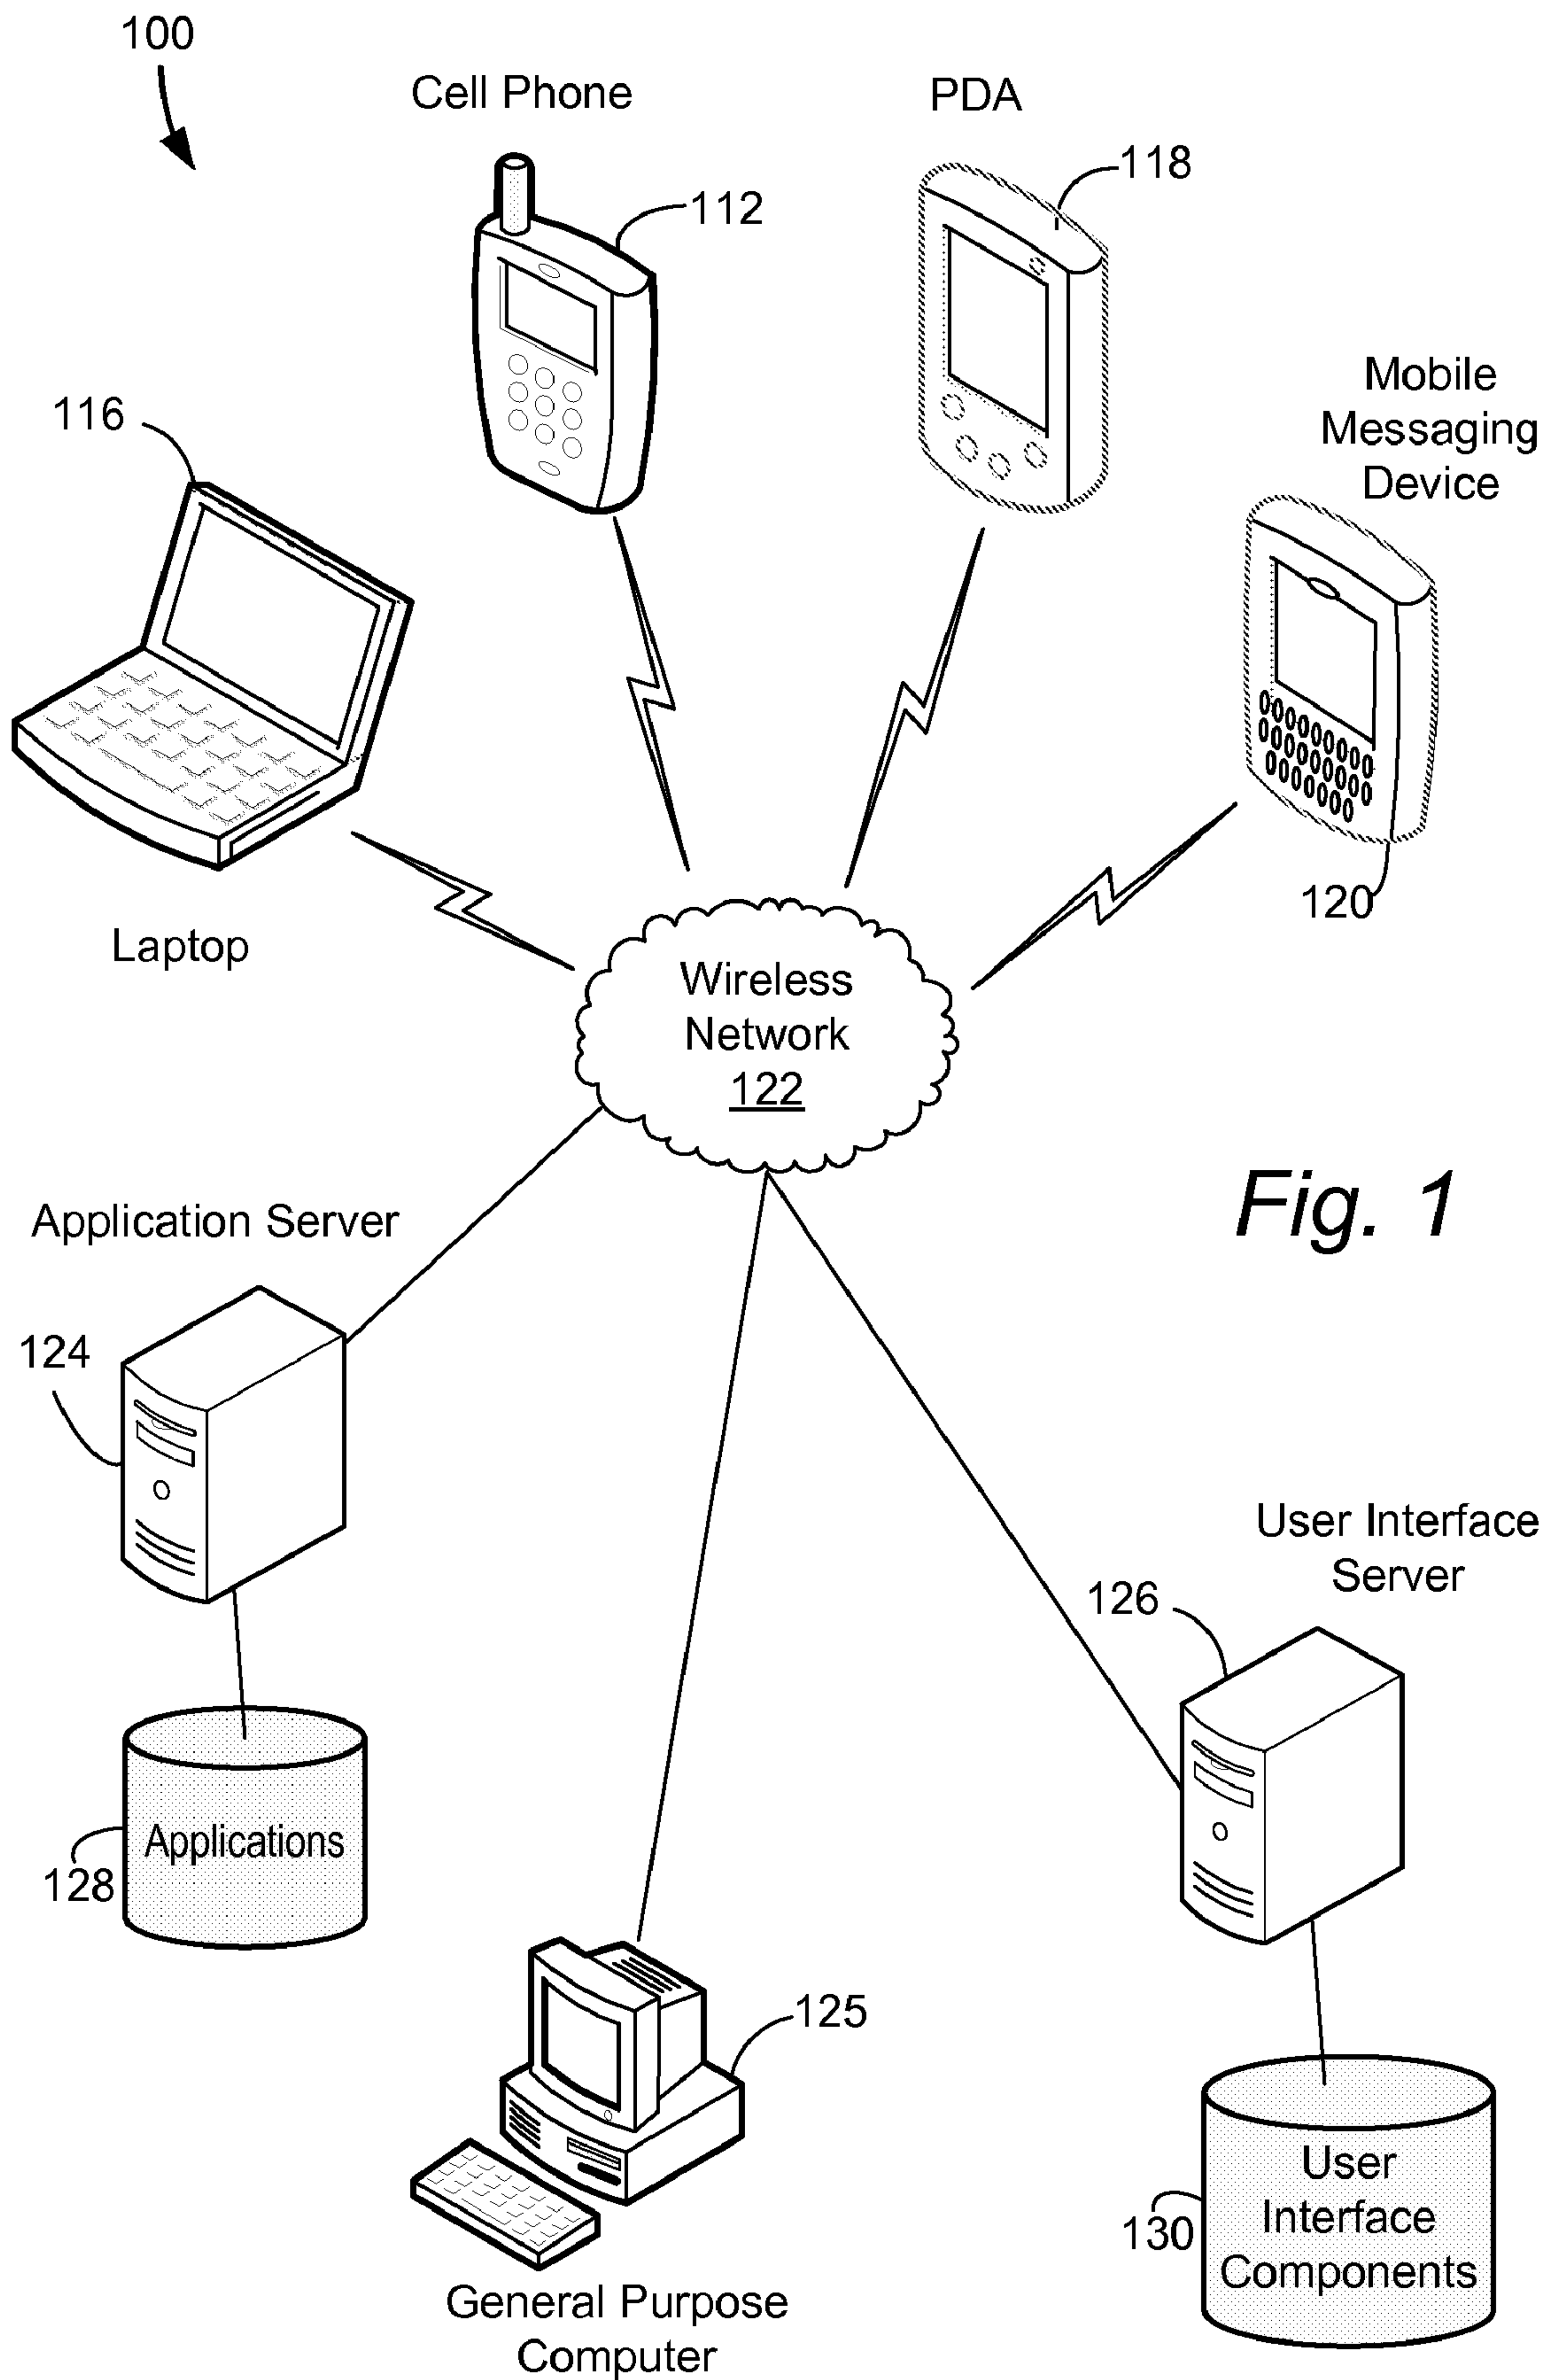 100
Cell Phone
PDA
118
112
Mobile
Messaging
Device
116
120
Laptop
Wireless
Network
122
Fig. 1
Application Server
124
User Interface
Server
126
Applications
128
125
User
Interface
Components
130
General Purpose
Computer